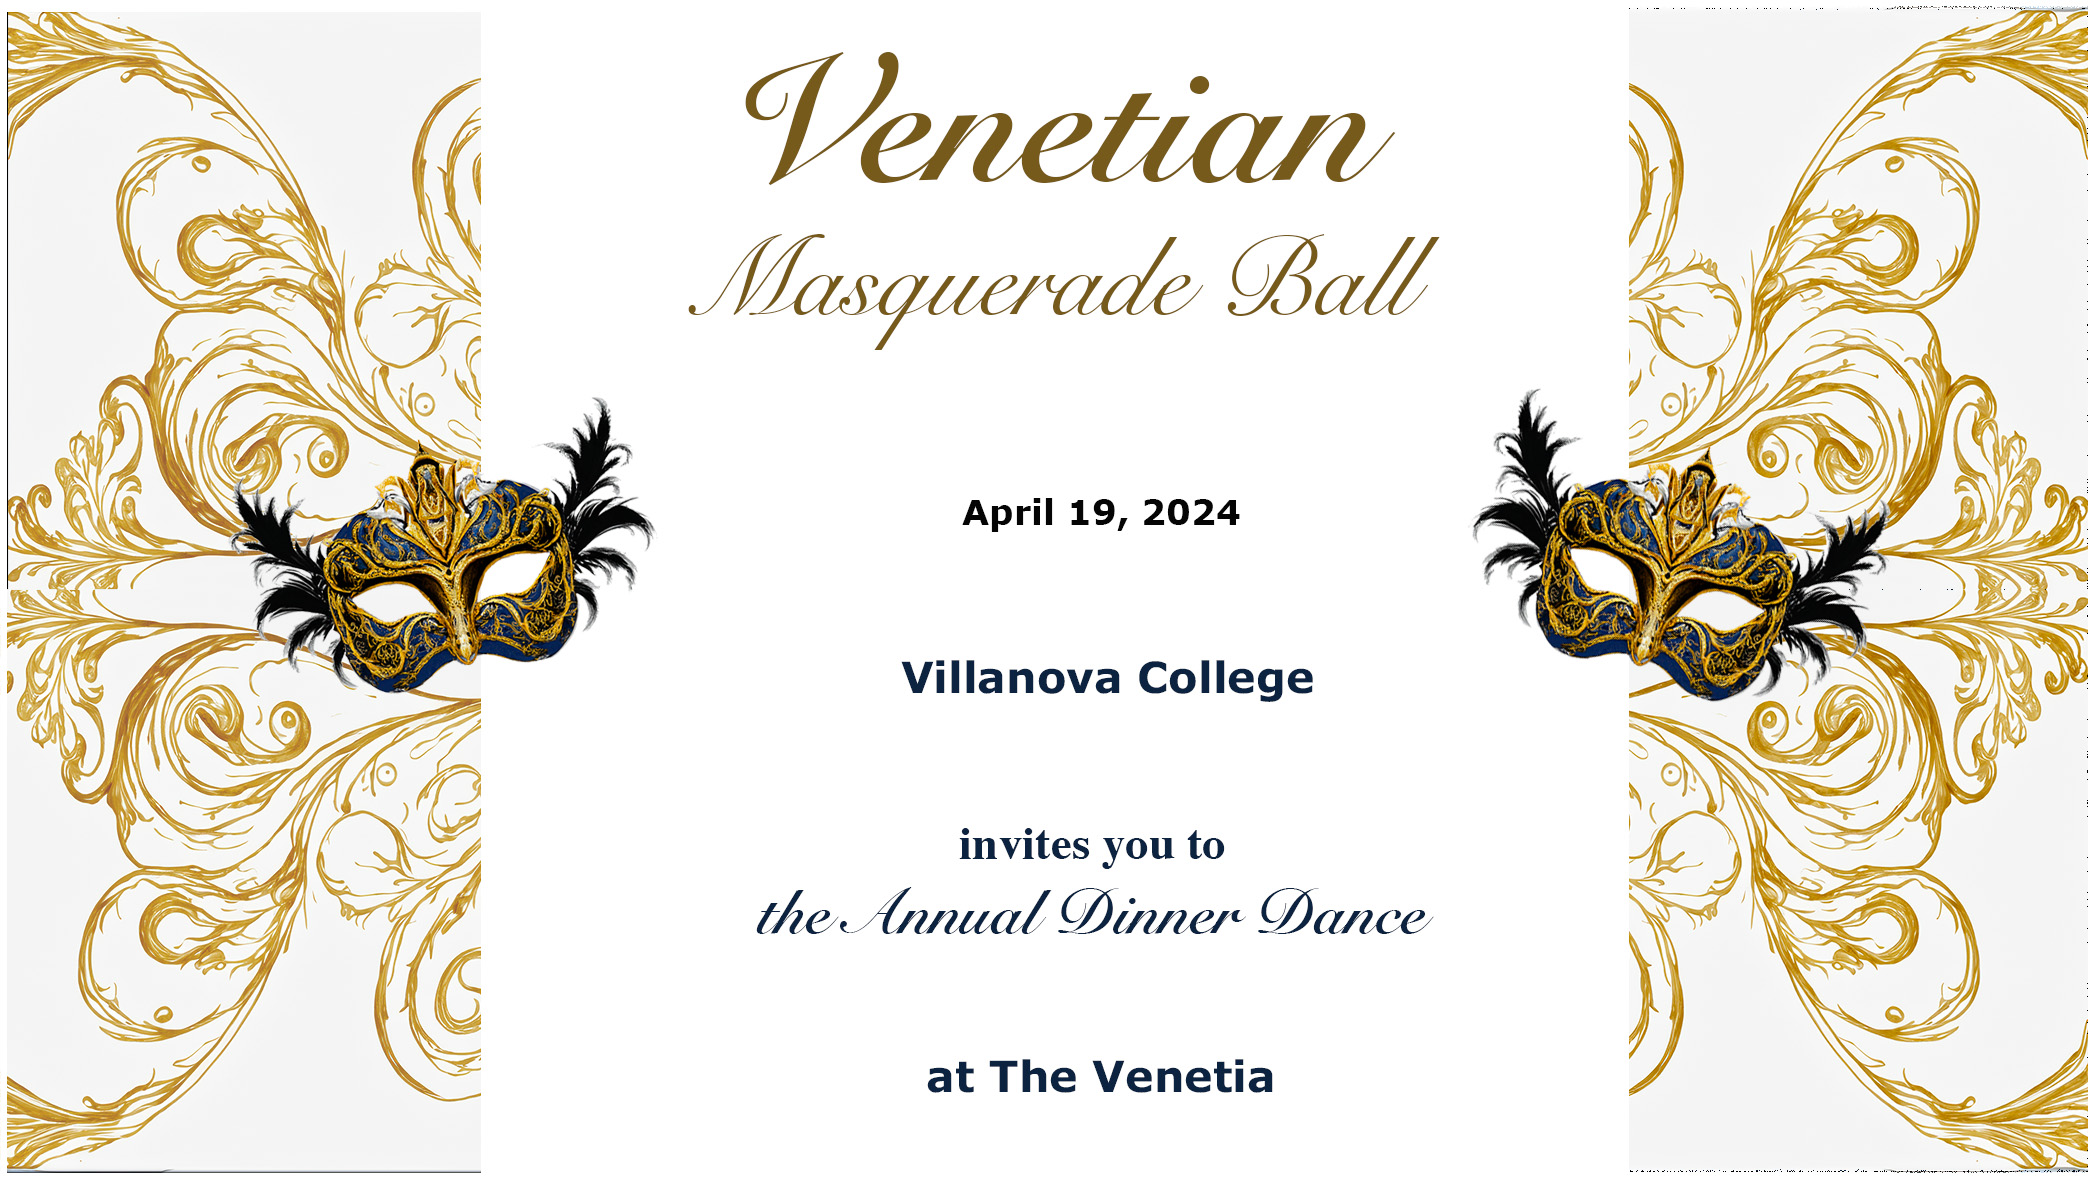 Venetian
Masquerade Ball
April 19, 2024
Villanova College
invites you to
the Annual Dinner Dance
at The Venetia